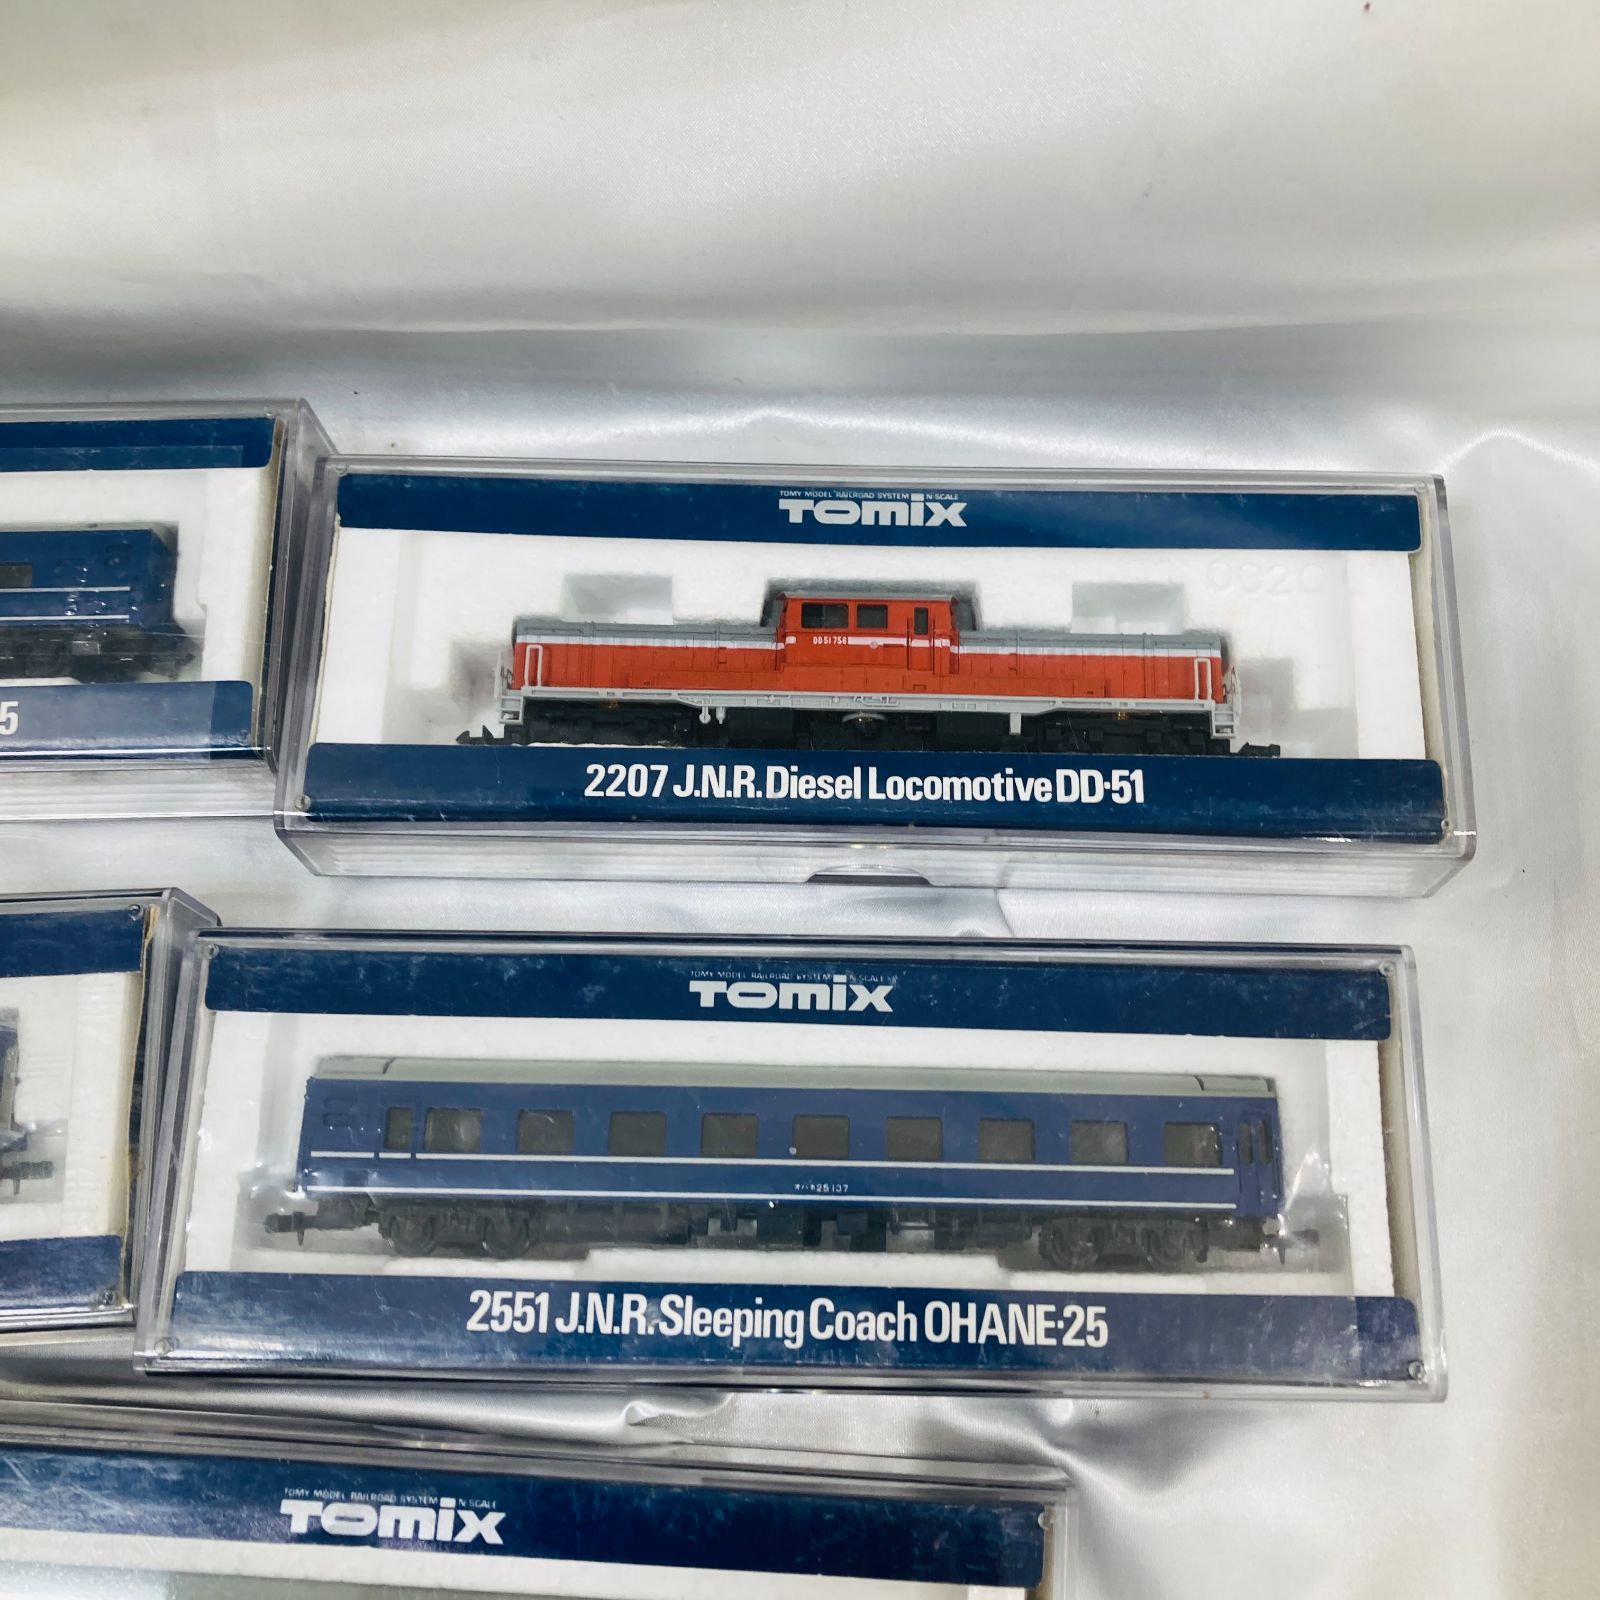 TOMY MODEL RAILROAD SYSTEM N-SCALE
TOMIX
0620
DD51 756
5
2207 J.N.R. Diesel Locomotive DD-51
TOMY MODEL RAILROAD SYSTEM N-SCALE
TOMIX
オハネ25 137
2551 J.N.R. Sleeping Coach OHANE-25
TOMY MODEL RAILROAD SYSTEM N-SCALE
TOMIX